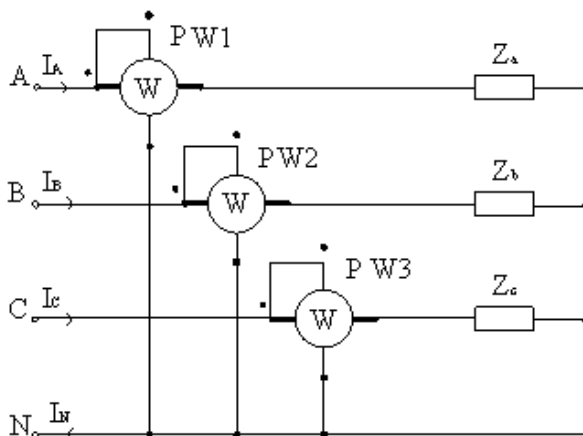 PW1
A IA W Za
PW2
B IB W Zb
PW3
C IC W Zc
N IN